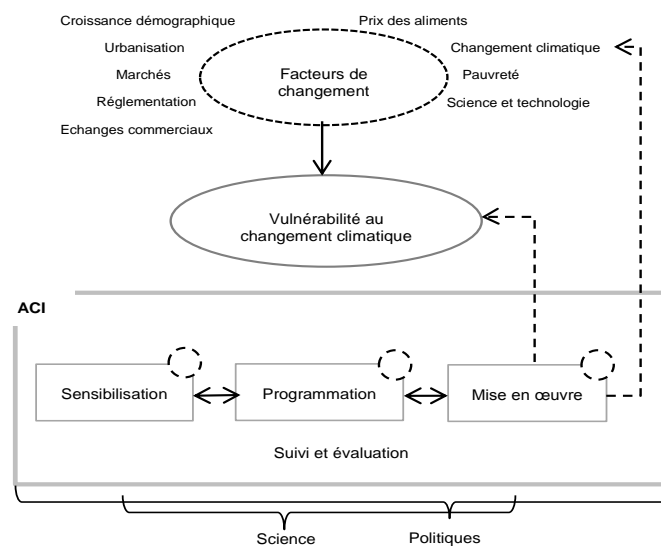 Croissance démographique
Prix des aliments
Urbanisation
Changement climatique
Marchés
Facteurs de
changement
Pauvreté
Réglementation
Science et technologie
Echanges commerciaux
Vulnérabilité au
changement climatique
ACI
Sensibilisation
Programmation
Mise en œuvre
Suivi et évaluation
Science
Politiques